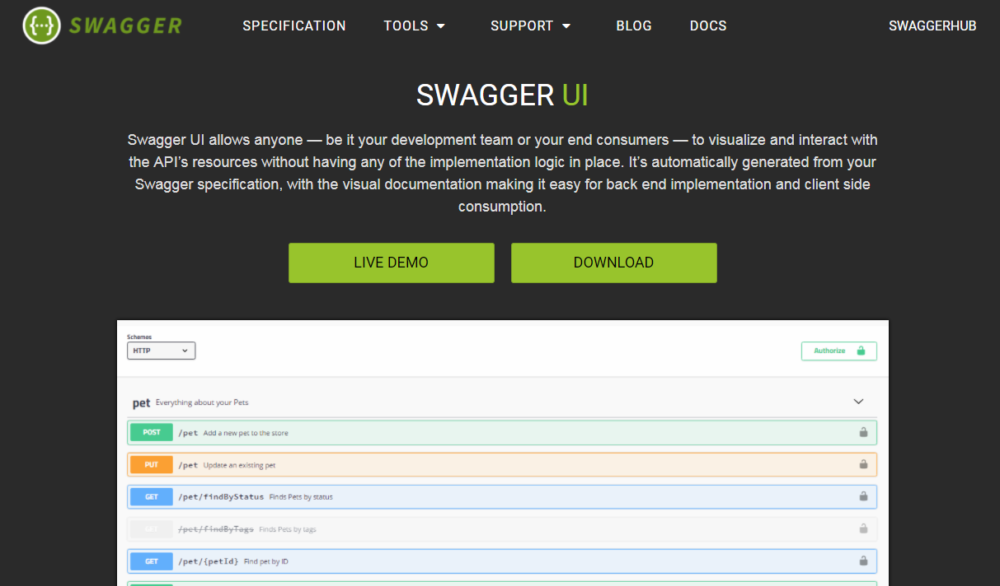 {...} SWAGGER
SPECIFICATION TOOLS SUPPORT BLOG DOCS SWAGGERHUB
SWAGGER UI
Swagger UI allows anyone — be it your development team or your end consumers — to visualize and interact with
the API’s resources without having any of the implementation logic in place. It’s automatically generated from your
Swagger specification, with the visual documentation making it easy for back end implementation and client side
consumption.
LIVE DEMO DOWNLOAD
Schemes
HTTP Authorize
pet Everything about your Pets
POST /pet Add a new pet to the store
PUT /pet Update an existing pet
GET /pet/findByStatus Finds Pets by status
GET /pet/findByTags Finds Pets by tags
GET /pet/{petId} Find pet by ID